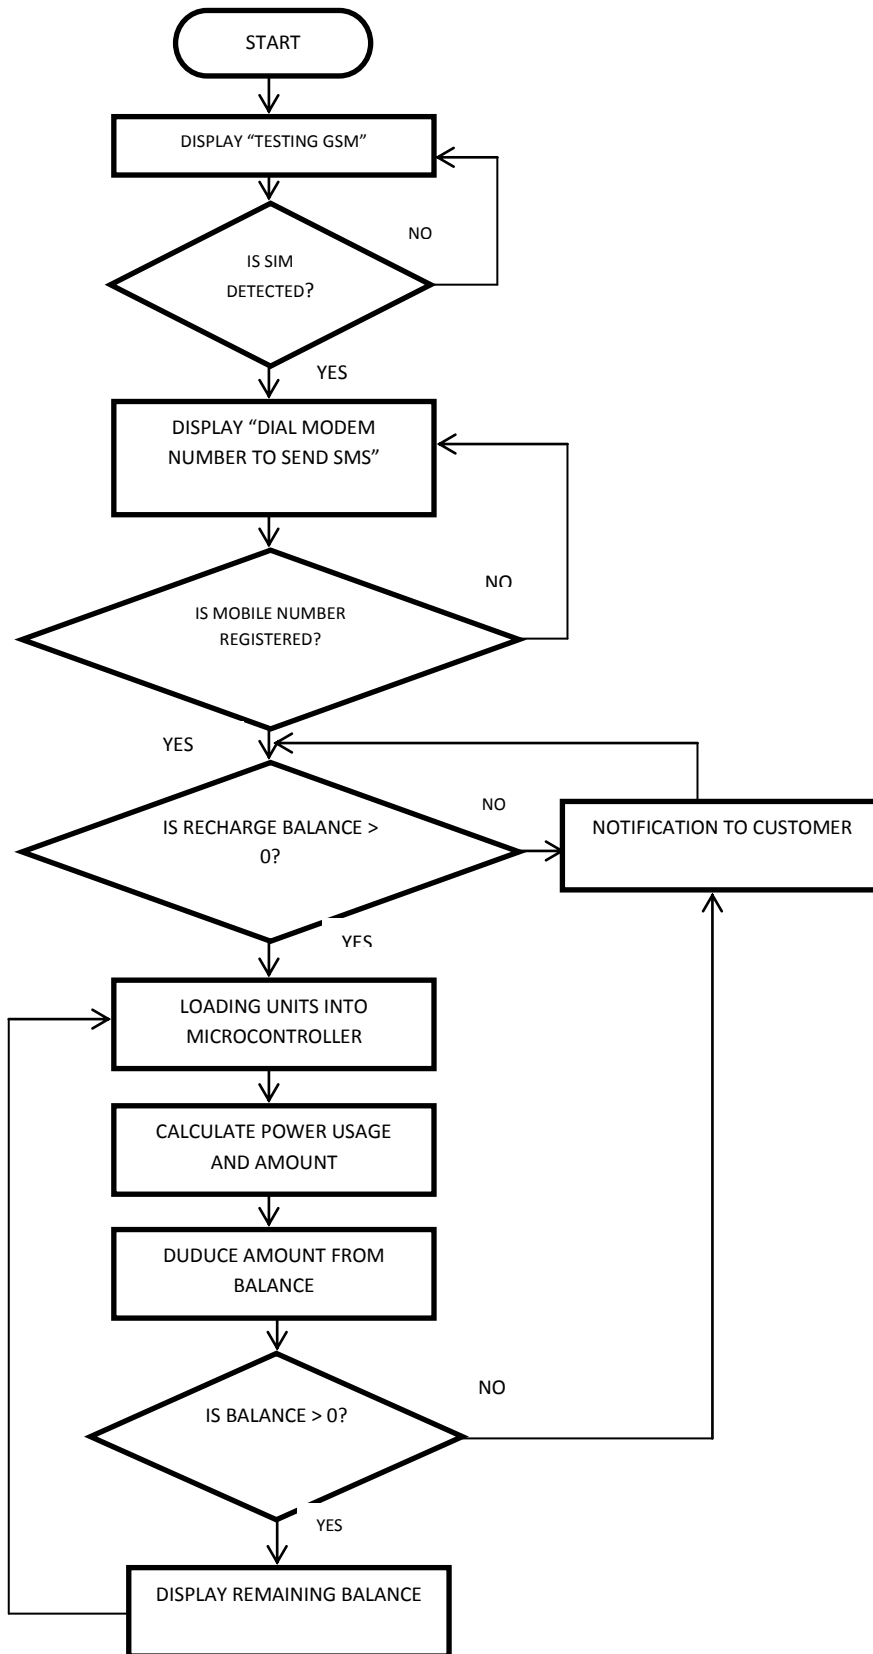 START
DISPLAY “TESTING GSM”
NO
IS SIM
DETECTED?
YES
DISPLAY “DIAL MODEM
NUMBER TO SEND SMS”
NO
IS MOBILE NUMBER
REGISTERED?
YES
NO
IS RECHARGE BALANCE >
0?
NOTIFICATION TO CUSTOMER
YES
LOADING UNITS INTO
MICROCONTROLLER
CALCULATE POWER USAGE
AND AMOUNT
DUDUCE AMOUNT FROM
BALANCE
NO
IS BALANCE > 0?
YES
DISPLAY REMAINING BALANCE